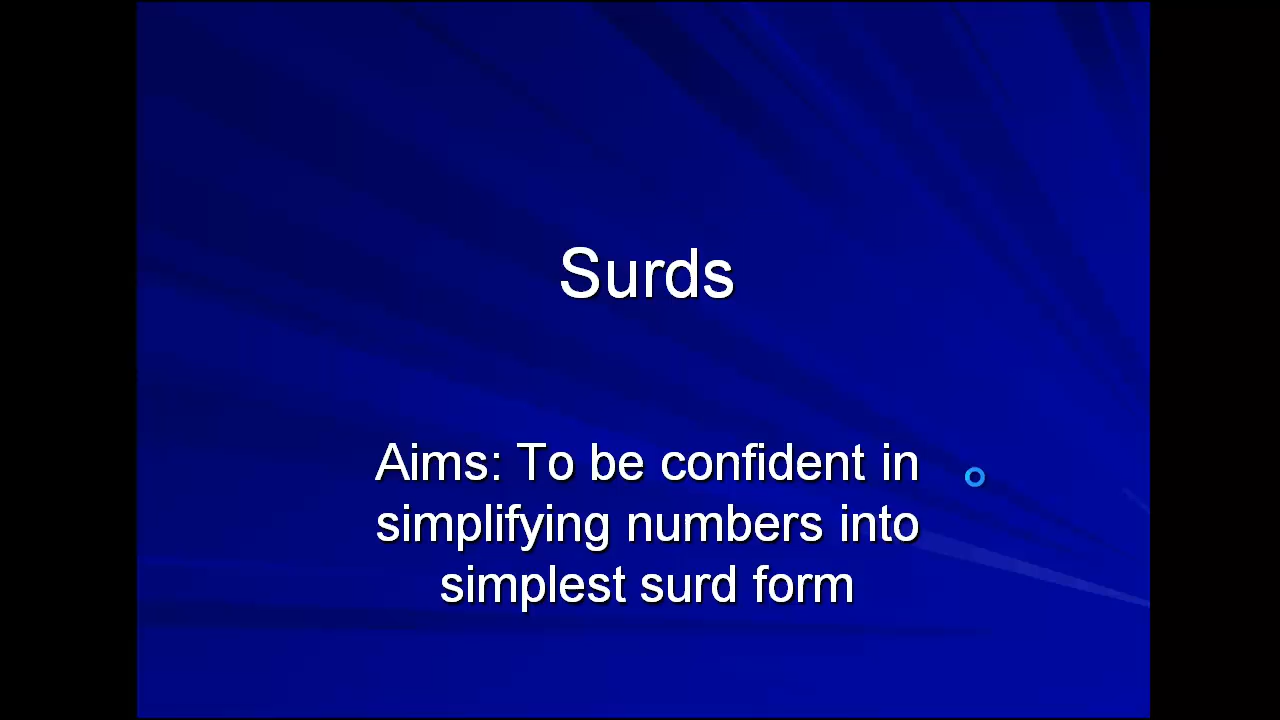 Surds
Aims: To be confident in
simplifying numbers into
simplest surd form